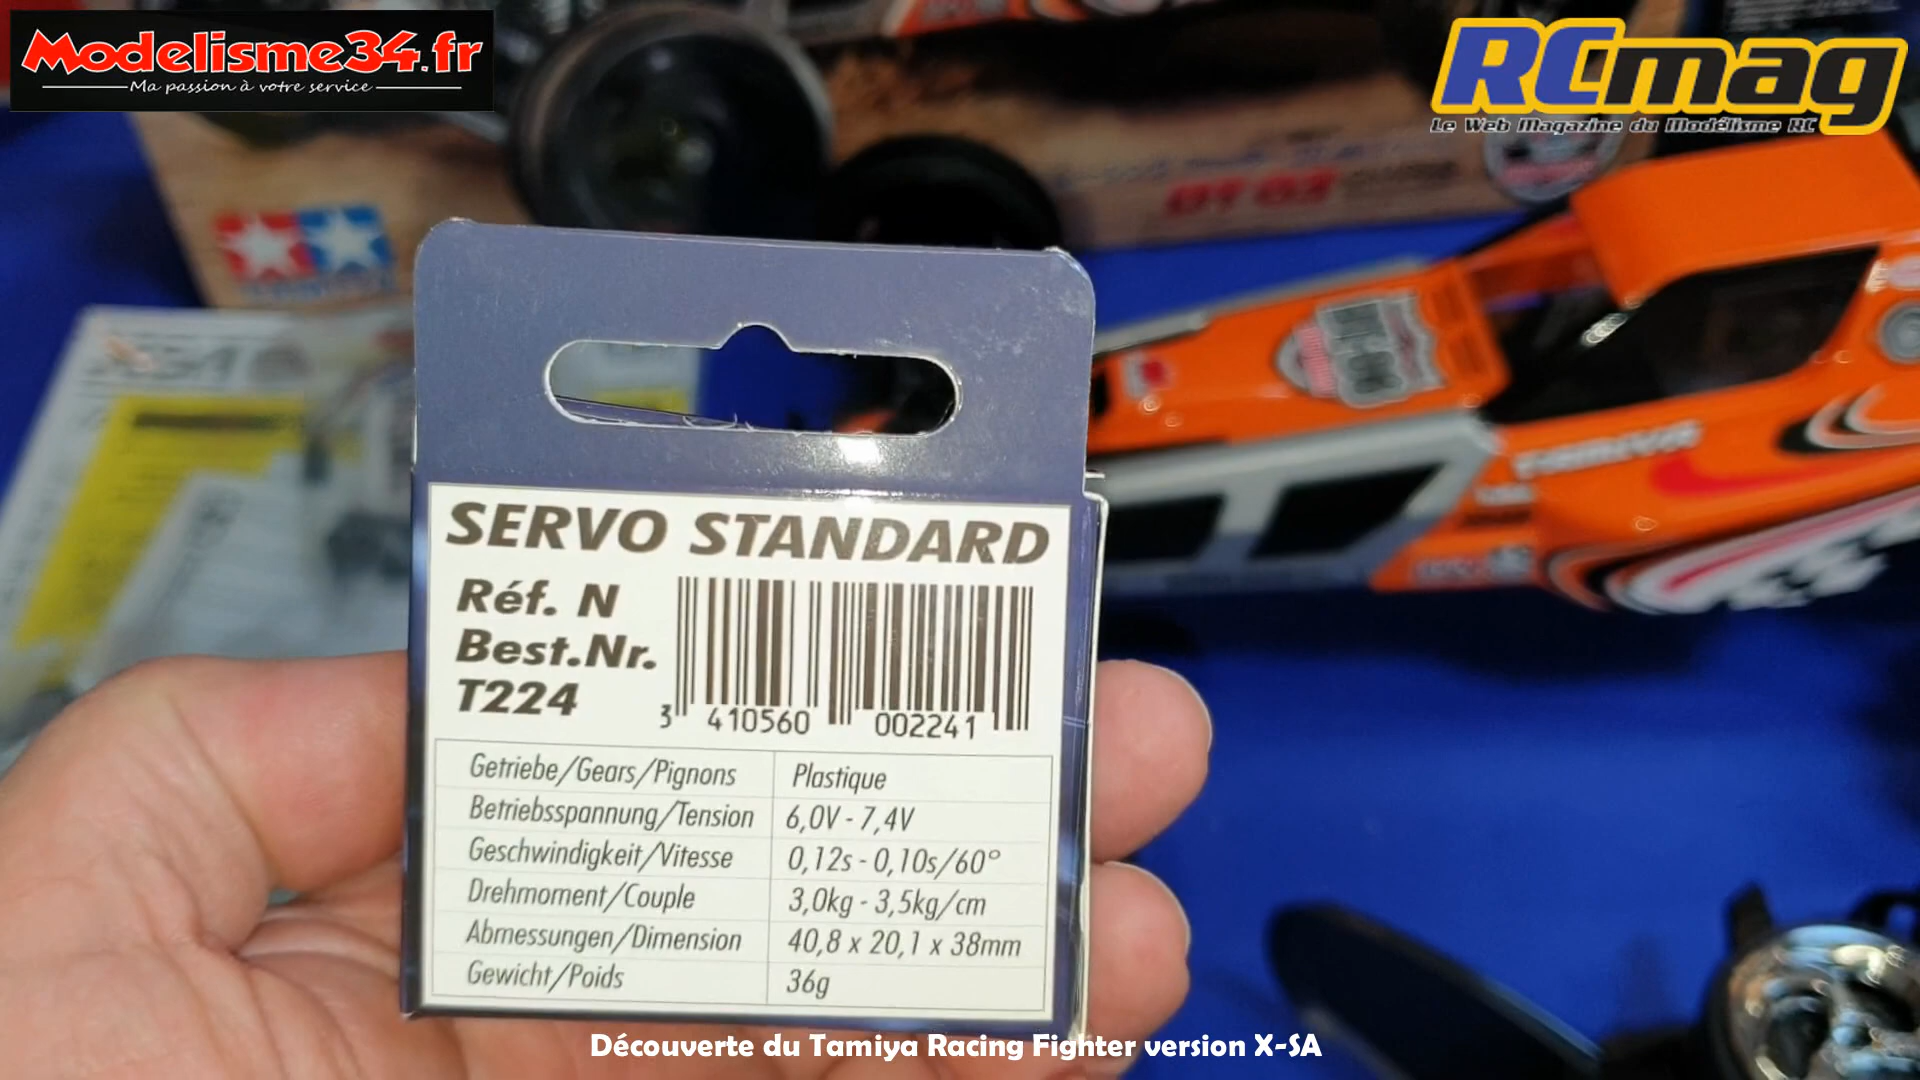 Modelisme34.fr
Ma passion à votre service
RCmag
Le Web Magazine du Modélisme RC
DT-03
TAMIYA
SERVO STANDARD
Réf. N
Best.Nr.
T224
3 410560 002241
Getriebe/Gears/Pignons Plastique
Betriebsspannung/Tension 6,0V - 7,4V
Geschwindigkeit/Vitesse 0,12s - 0,10s/60°
Drehmoment/Couple 3,0kg - 3,5kg/cm
Abmessungen/Dimension 40,8 x 20,1 x 38mm
Gewicht/Poids 36g
Découverte du Tamiya Racing Fighter version X-SA